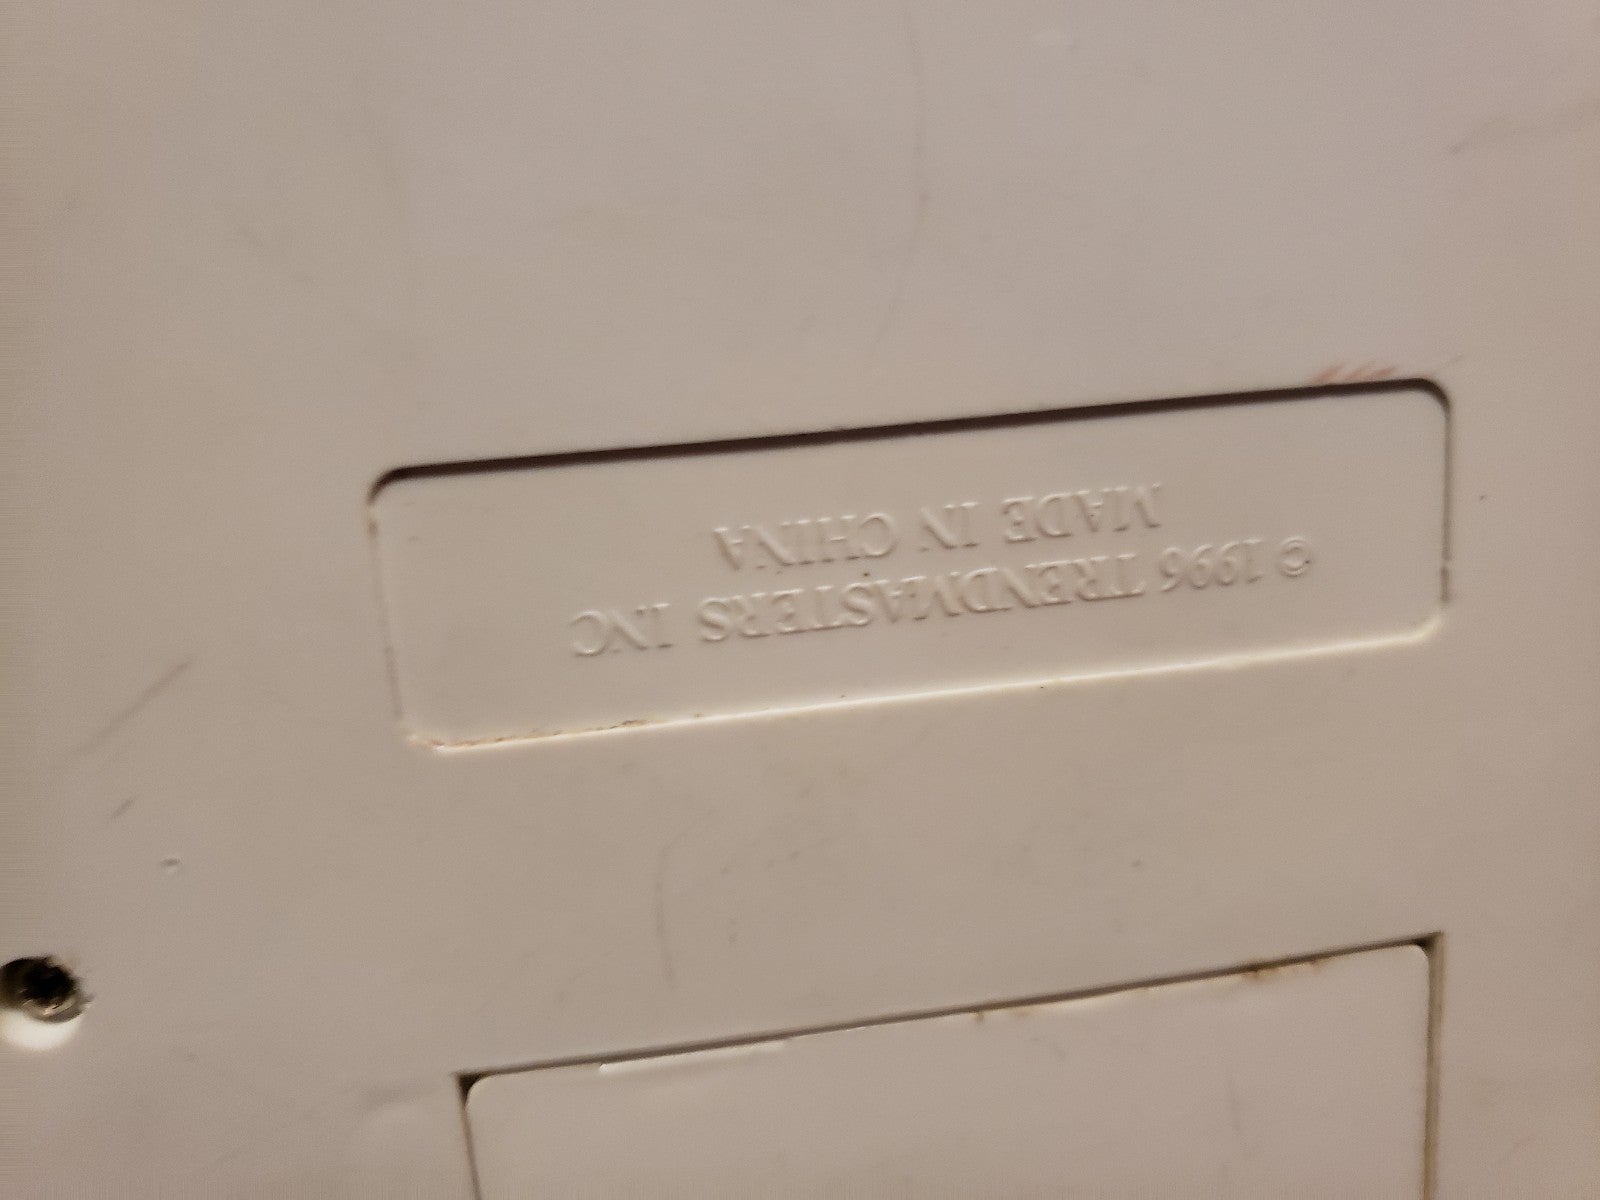 © 1996 TRENDMASTERS INC
MADE IN CHINA